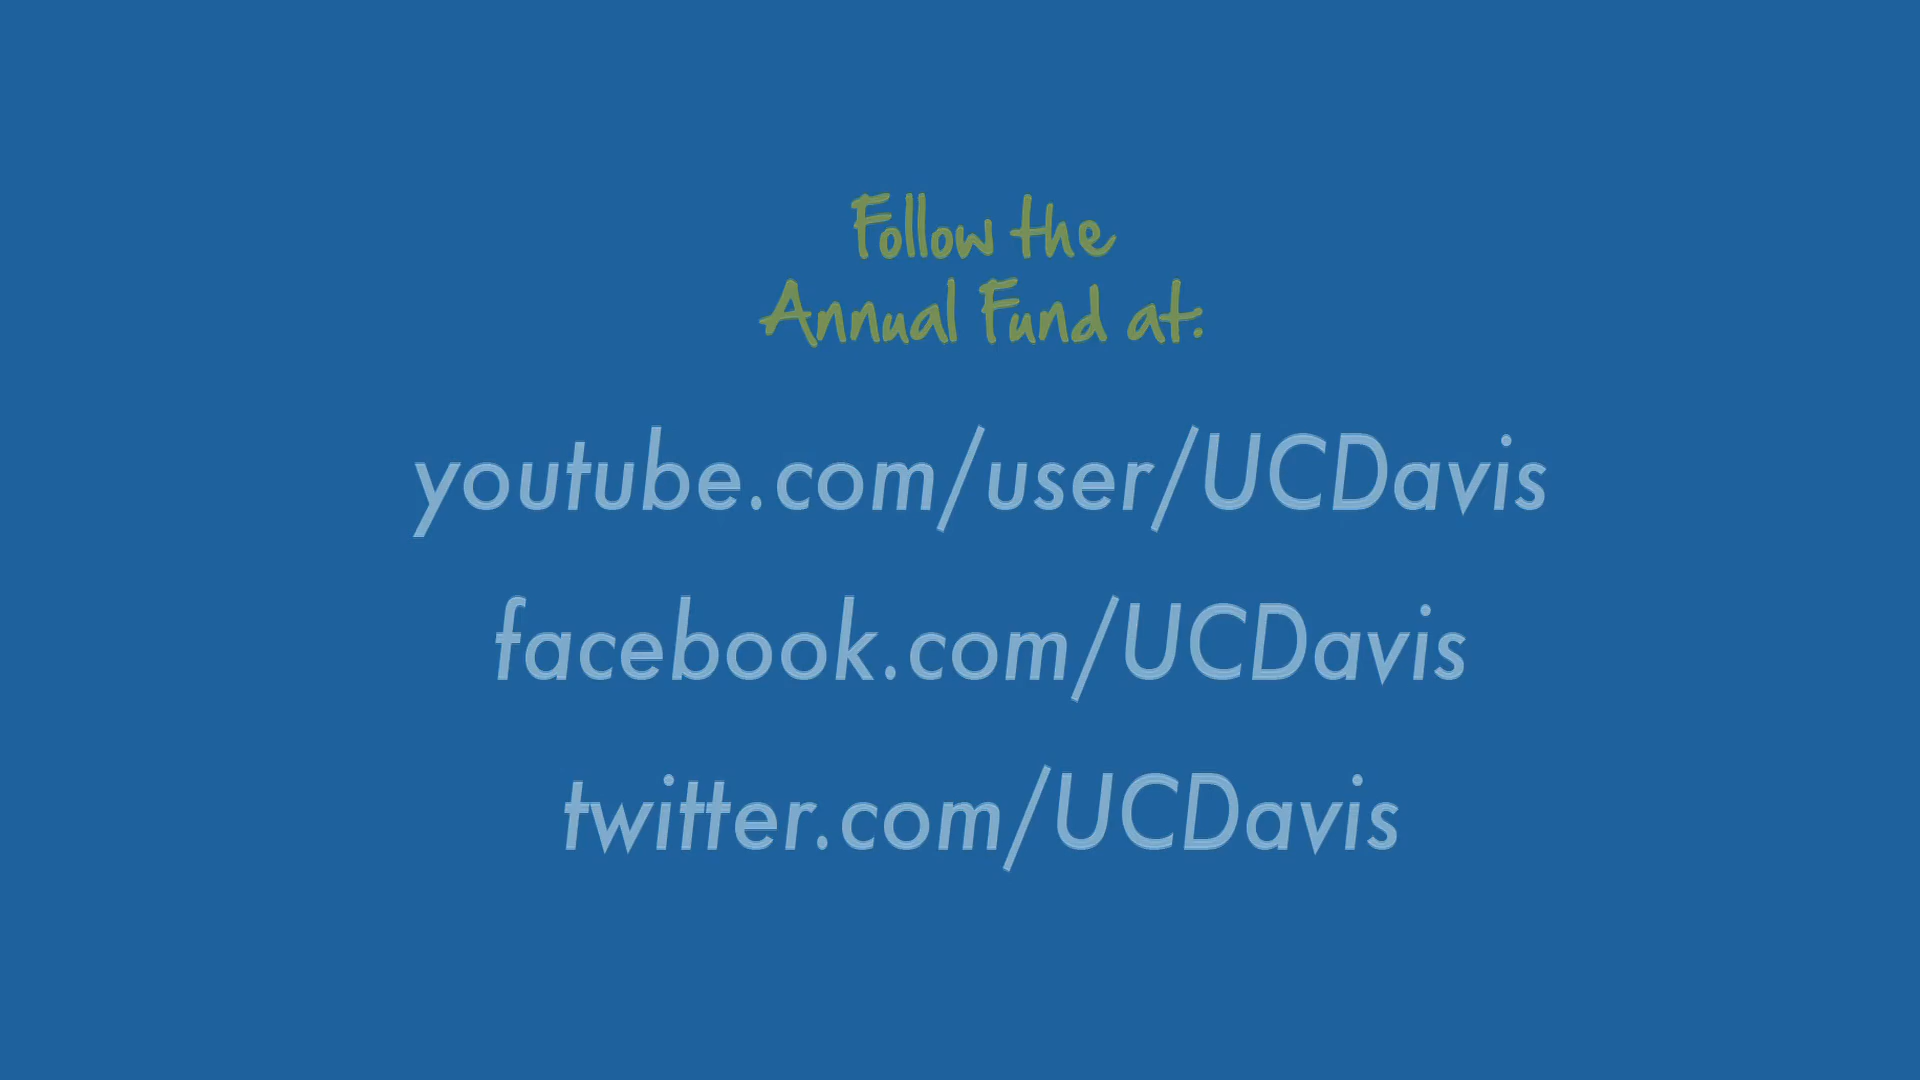 Follow the
Annual Fund at:
youtube.com/user/UCDavis
facebook.com/UCDavis
twitter.com/UCDavis